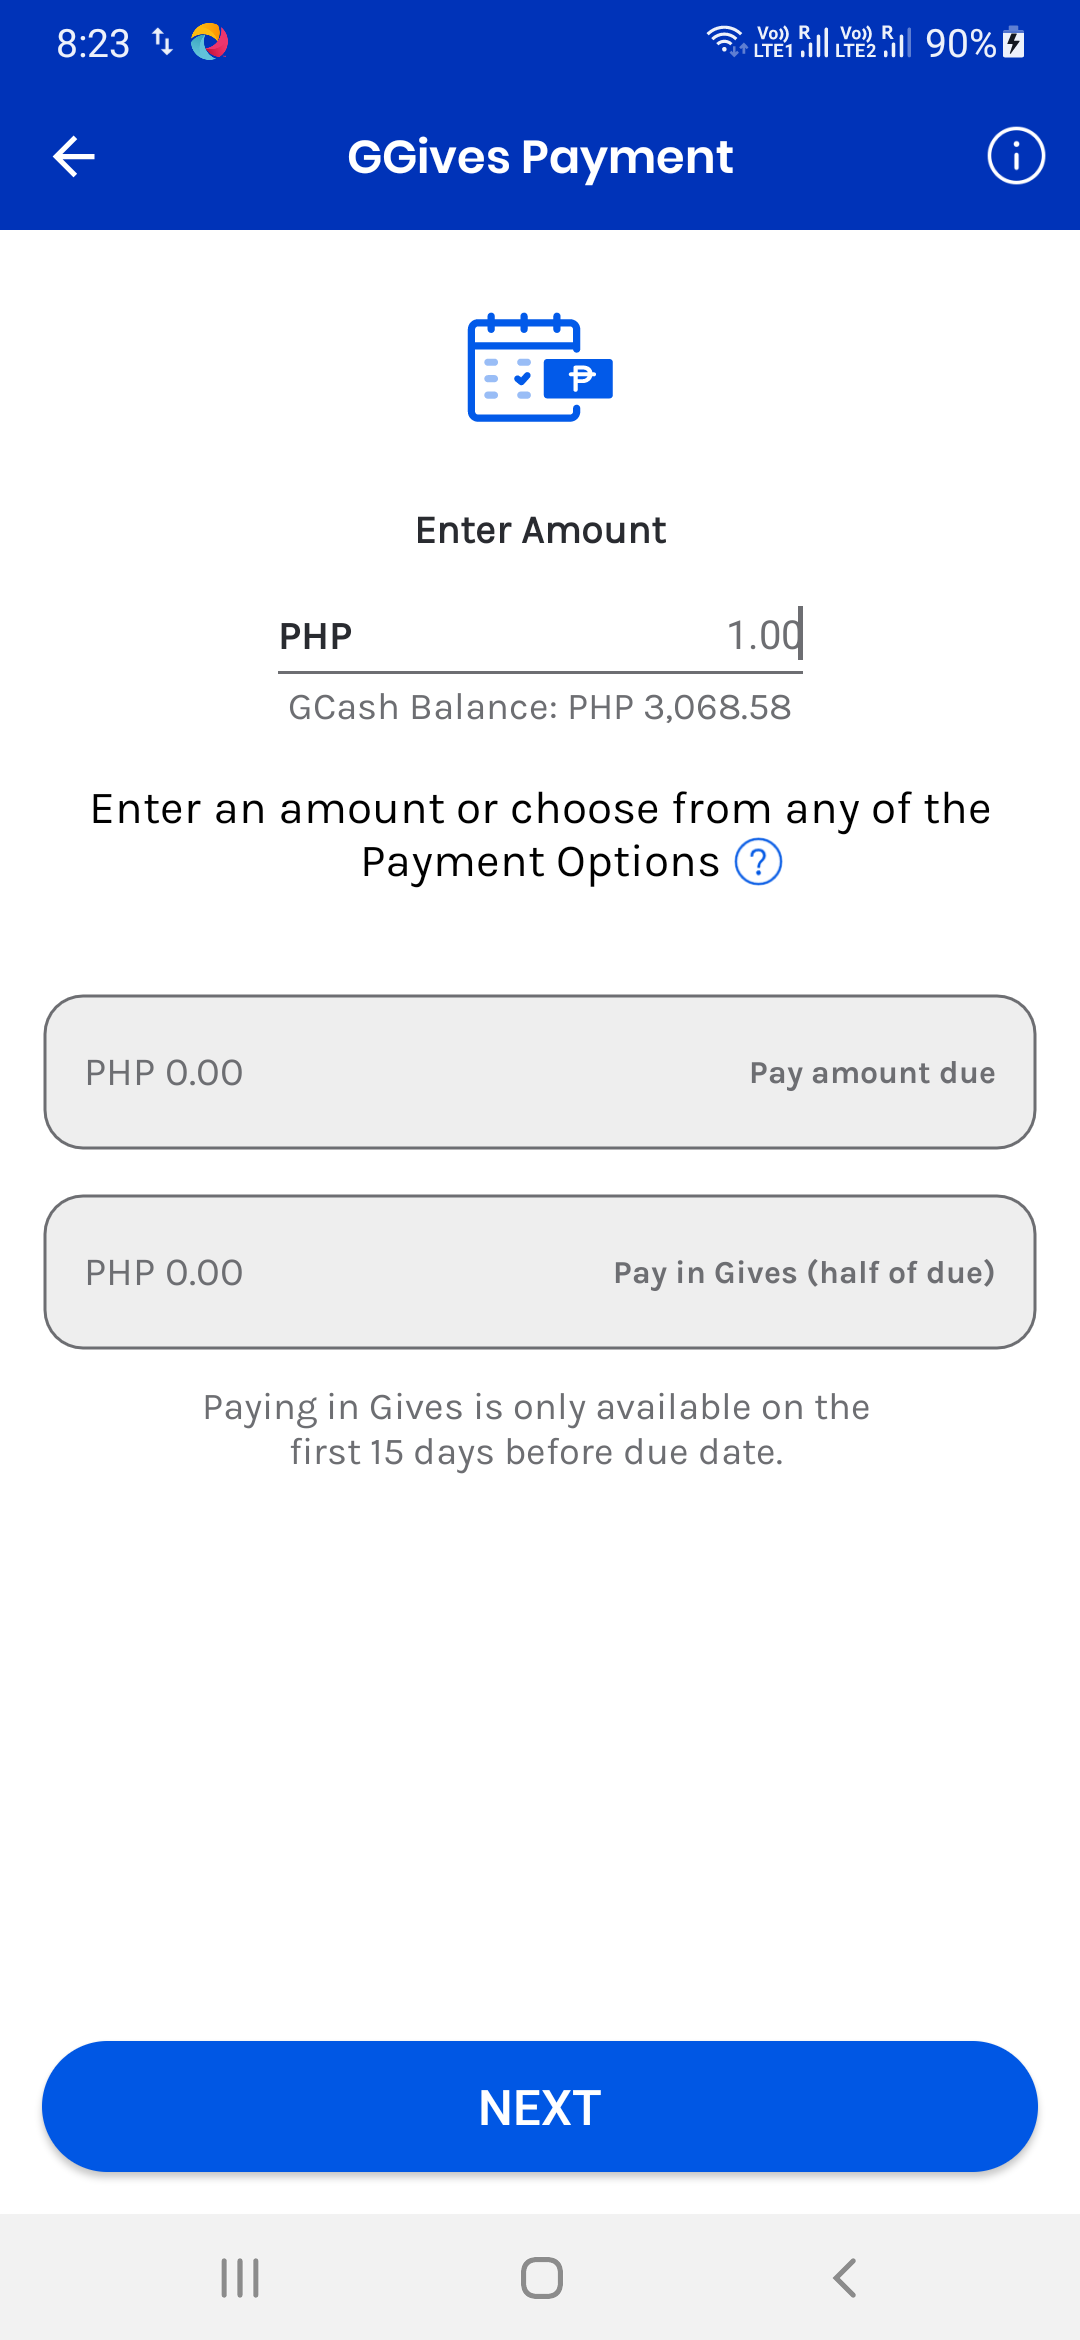 8:23
Vo)) R Vo)) R 90%
LTE1 LTE2
GGives Payment
₱
Enter Amount
PHP 1.00
GCash Balance: PHP 3,068.58
Enter an amount or choose from any of the
Payment Options ?
PHP 0.00 Pay amount due
PHP 0.00 Pay in Gives (half of due)
Paying in Gives is only available on the
first 15 days before due date.
NEXT